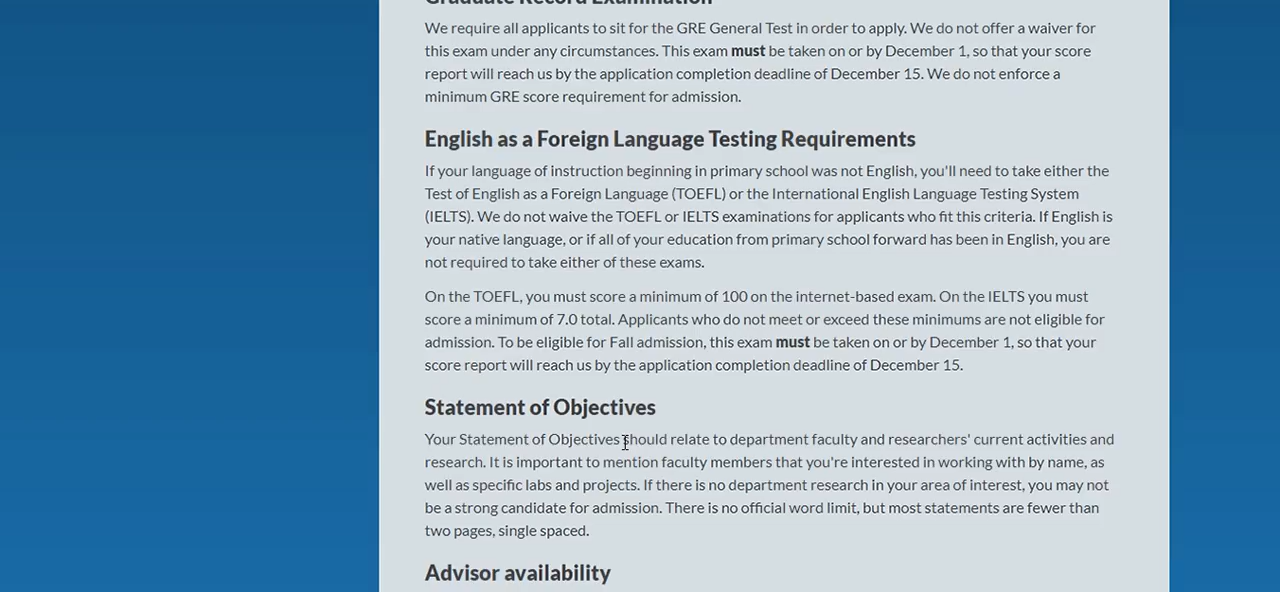 Graduate Record Examination
We require all applicants to sit for the GRE General Test in order to apply. We do not offer a waiver for
this exam under any circumstances. This exam must be taken on or by December 1, so that your score
report will reach us by the application completion deadline of December 15. We do not enforce a
minimum GRE score requirement for admission.
English as a Foreign Language Testing Requirements
If your language of instruction beginning in primary school was not English, you'll need to take either the
Test of English as a Foreign Language (TOEFL) or the International English Language Testing System
(IELTS). We do not waive the TOEFL or IELTS examinations for applicants who fit this criteria. If English is
your native language, or if all of your education from primary school forward has been in English, you are
not required to take either of these exams.
On the TOEFL, you must score a minimum of 100 on the internet-based exam. On the IELTS you must
score a minimum of 7.0 total. Applicants who do not meet or exceed these minimums are not eligible for
admission. To be eligible for Fall admission, this exam must be taken on or by December 1, so that your
score report will reach us by the application completion deadline of December 15.
Statement of Objectives
Your Statement of Objectives should relate to department faculty and researchers' current activities and
research. It is important to mention faculty members that you're interested in working with by name, as
well as specific labs and projects. If there is no department research in your area of interest, you may not
be a strong candidate for admission. There is no official word limit, but most statements are fewer than
two pages, single spaced.
Advisor availability